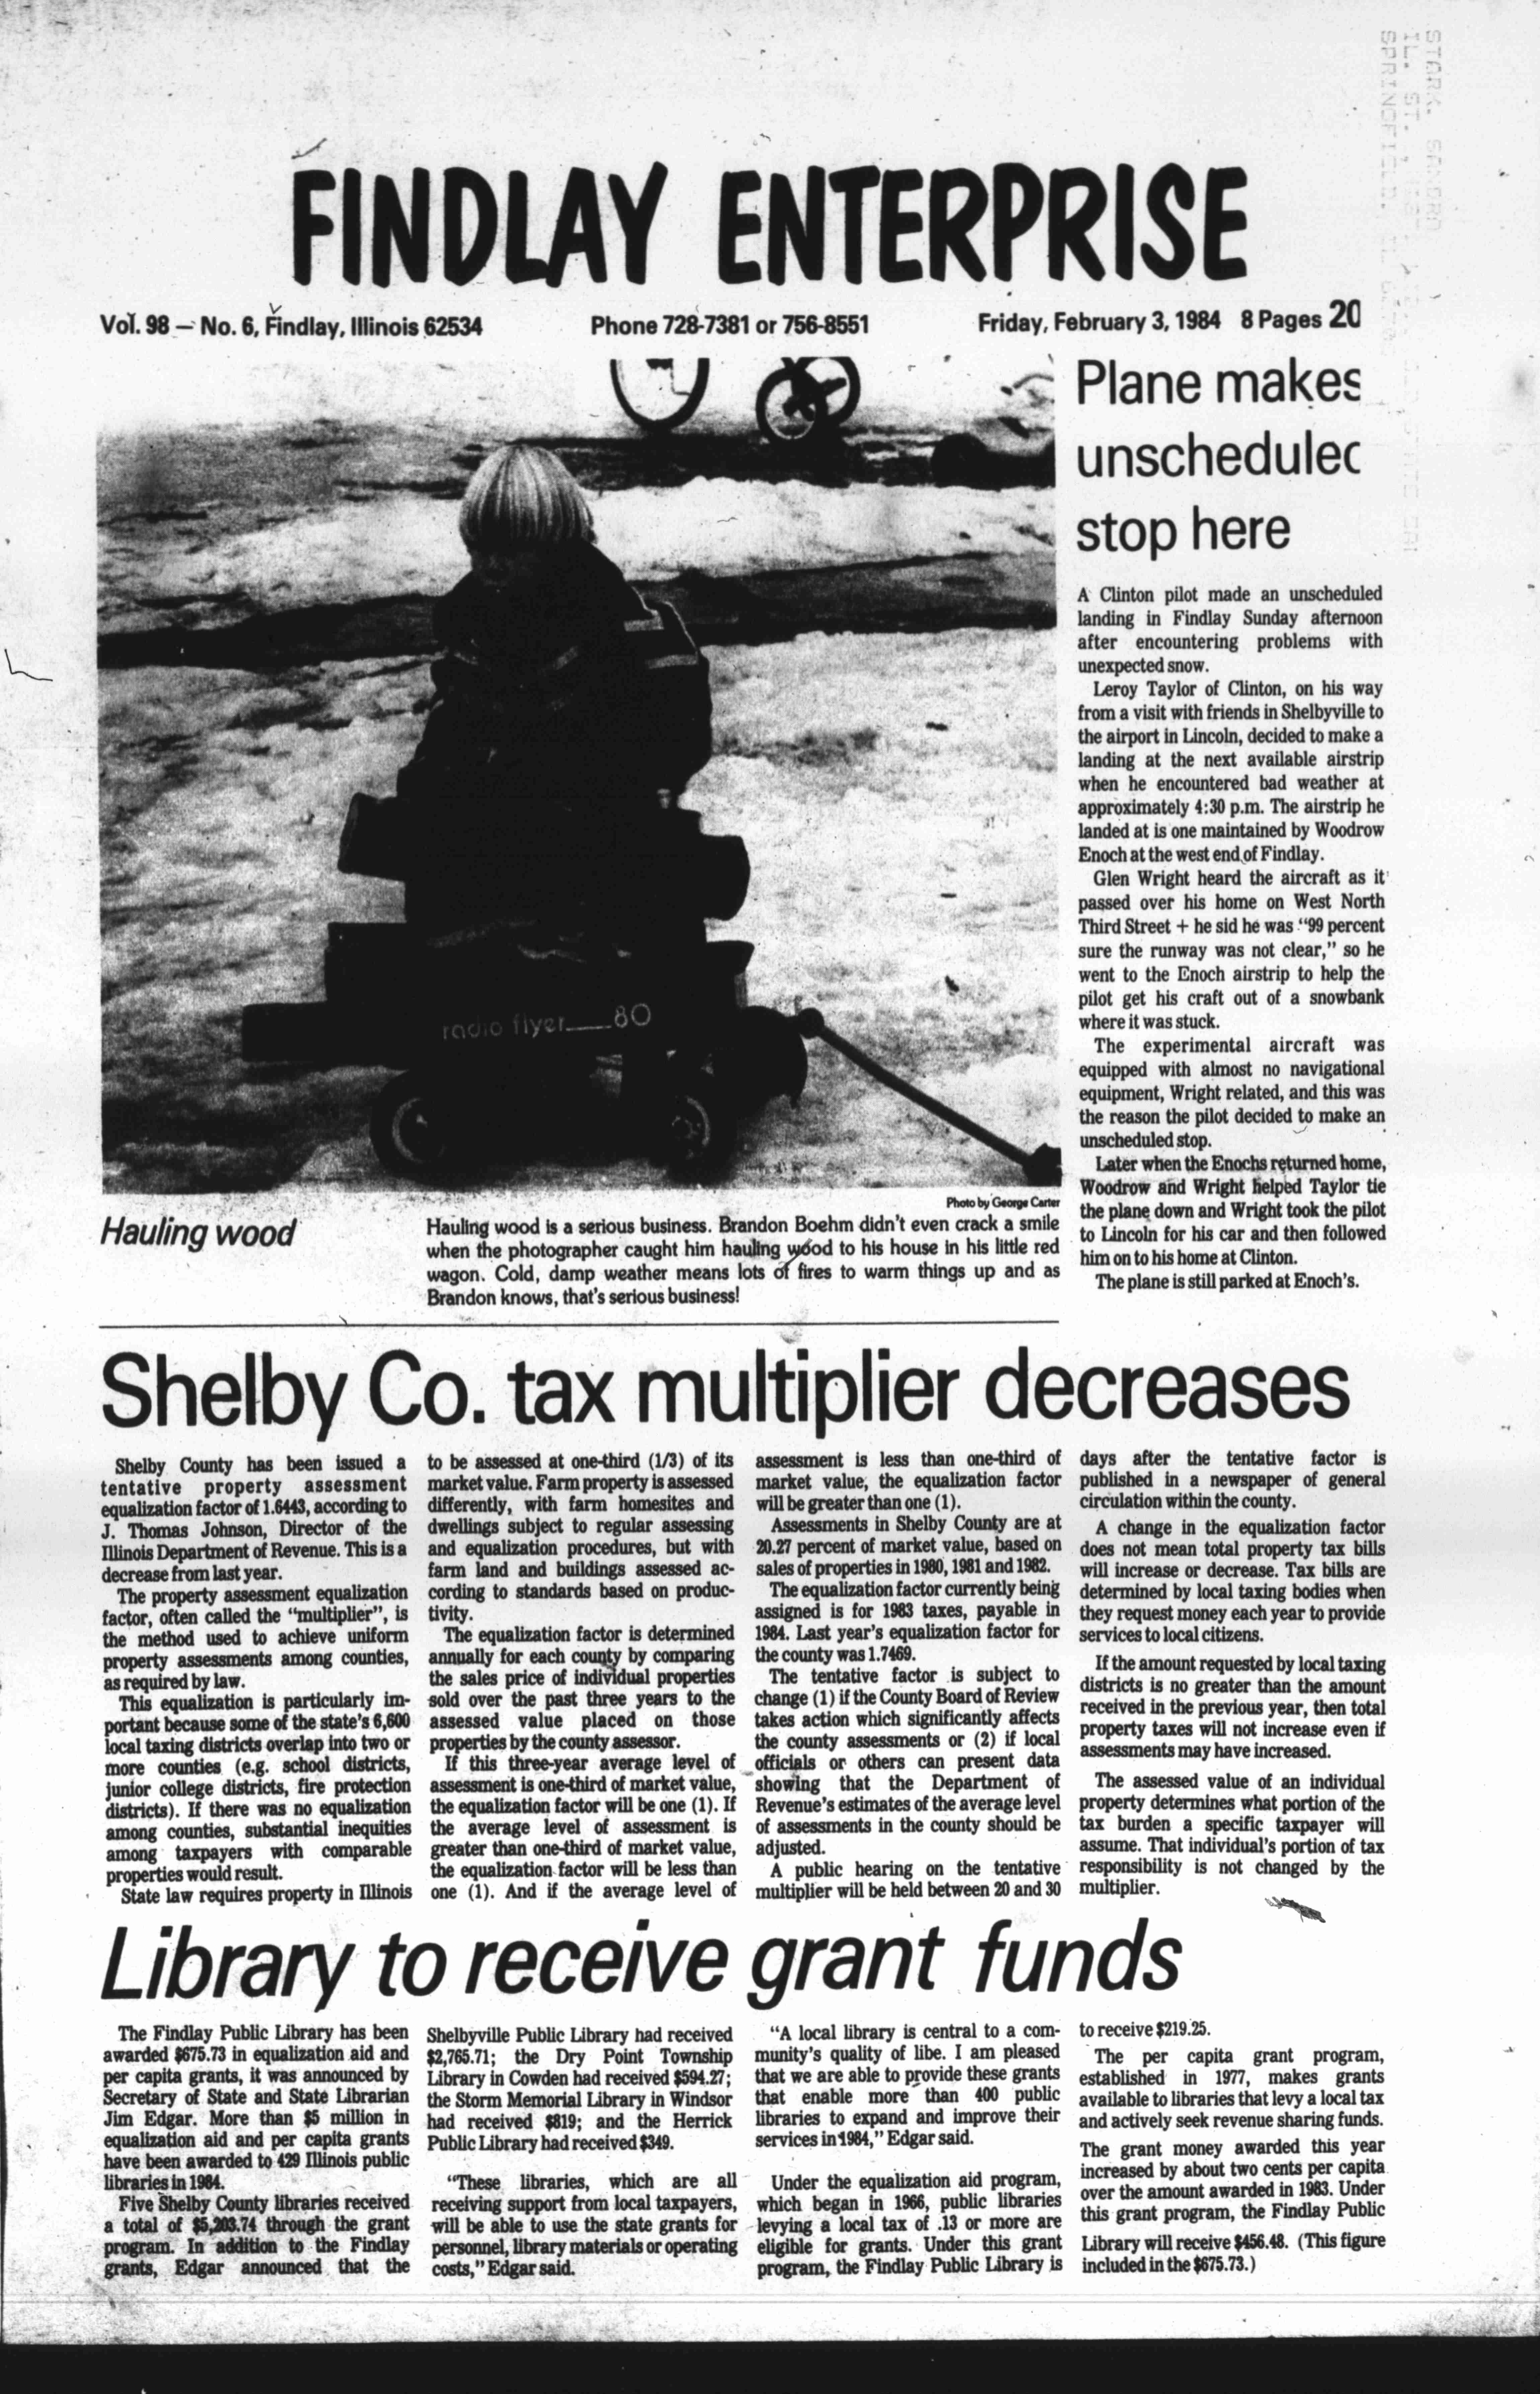 FINDLAY ENTERPRISE
Vol. 98 — No. 6, Findlay, Illinois 62534
Phone 728-7381 or 756-8551
Friday, February 3, 1984 8 Pages 20
radio flyer 80
Photo by George Carter
Hauling wood
Hauling wood is a serious business. Brandon Boehm didn't even crack a smile
when the photographer caught him hauling wood to his house in his little red
wagon. Cold, damp weather means lots of fires to warm things up and as
Brandon knows, that's serious business!
Plane makes
unscheduled
stop here
A Clinton pilot made an unscheduled
landing in Findlay Sunday afternoon
after encountering problems with
unexpected snow.
Leroy Taylor of Clinton, on his way
from a visit with friends in Shelbyville to
the airport in Lincoln, decided to make a
landing at the next available airstrip
when he encountered bad weather at
approximately 4:30 p.m. The airstrip he
landed at is one maintained by Woodrow
Enoch at the west end of Findlay.
Glen Wright heard the aircraft as it
passed over his home on West North
Third Street + he sid he was "99 percent
sure the runway was not clear," so he
went to the Enoch airstrip to help the
pilot get his craft out of a snowbank
where it was stuck.
The experimental aircraft was
equipped with almost no navigational
equipment, Wright related, and this was
the reason the pilot decided to make an
unscheduled stop.
Later when the Enochs returned home,
Woodrow and Wright helped Taylor tie
the plane down and Wright took the pilot
to Lincoln for his car and then followed
him on to his home at Clinton.
The plane is still parked at Enoch's.
Shelby Co. tax multiplier decreases
Shelby County has been issued a
tentative property assessment
equalization factor of 1.6443, according to
J. Thomas Johnson, Director of the
Illinois Department of Revenue. This is a
decrease from last year.
The property assessment equalization
factor, often called the "multiplier", is
the method used to achieve uniform
property assessments among counties,
as required by law.
This equalization is particularly im-
portant because some of the state's 6,600
local taxing districts overlap into two or
more counties (e.g. school districts,
junior college districts, fire protection
districts). If there was no equalization
among counties, substantial inequities
among taxpayers with comparable
properties would result.
State law requires property in Illinois
to be assessed at one-third (1/3) of its
market value. Farm property is assessed
differently, with farm homesites and
dwellings subject to regular assessing
and equalization procedures, but with
farm land and buildings assessed ac-
cording to standards based on produc-
tivity.
The equalization factor is determined
annually for each county by comparing
the sales price of individual properties
sold over the past three years to the
assessed value placed on those
properties by the county assessor.
If this three-year average level of
assessment is one-third of market value,
the equalization factor will be one (1). If
the average level of assessment is
greater than one-third of market value,
the equalization factor will be less than
one (1). And if the average level of
assessment is less than one-third of
market value, the equalization factor
will be greater than one (1).
Assessments in Shelby County are at
20.27 percent of market value, based on
sales of properties in 1980, 1981 and 1982.
The equalization factor currently being
assigned is for 1983 taxes, payable in
1984. Last year's equalization factor for
the county was 1.7469.
The tentative factor is subject to
change (1) if the County Board of Review
takes action which significantly affects
the county assessments or (2) if local
officials or others can present data
showing that the Department of
Revenue's estimates of the average level
of assessments in the county should be
adjusted.
A public hearing on the tentative
multiplier will be held between 20 and 30
days after the tentative factor is
published in a newspaper of general
circulation within the county.
A change in the equalization factor
does not mean total property tax bills
will increase or decrease. Tax bills are
determined by local taxing bodies when
they request money each year to provide
services to local citizens.
If the amount requested by local taxing
districts is no greater than the amount
received in the previous year, then total
property taxes will not increase even if
assessments may have increased.
The assessed value of an individual
property determines what portion of the
tax burden a specific taxpayer will
assume. That individual's portion of tax
responsibility is not changed by the
multiplier.
Library to receive grant funds
The Findlay Public Library has been
awarded $675.73 in equalization aid and
per capita grants, it was announced by
Secretary of State and State Librarian
Jim Edgar. More than $5 million in
equalization aid and per capita grants
have been awarded to 429 Illinois public
libraries in 1984.
Five Shelby County libraries received
a total of $5,203.74 through the grant
program. In addition to the Findlay
grants, Edgar announced that the
Shelbyville Public Library had received
$2,765.71; the Dry Point Township
Library in Cowden had received $594.27;
the Storm Memorial Library in Windsor
had received $819; and the Herrick
Public Library had received $349.
"These libraries, which are all
receiving support from local taxpayers,
will be able to use the state grants for
personnel, library materials or operating
costs," Edgar said.
"A local library is central to a com-
munity's quality of libe. I am pleased
that we are able to provide these grants
that enable more than 400 public
libraries to expand and improve their
services in 1984," Edgar said.
Under the equalization aid program,
which began in 1966, public libraries
levying a local tax of .13 or more are
eligible for grants. Under this grant
program, the Findlay Public Library is
to receive $219.25.
The per capita grant program,
established in 1977, makes grants
available to libraries that levy a local tax
and actively seek revenue sharing funds.
The grant money awarded this year
increased by about two cents per capita
over the amount awarded in 1983. Under
this grant program, the Findlay Public
Library will receive $456.48. (This figure
included in the $675.73.)